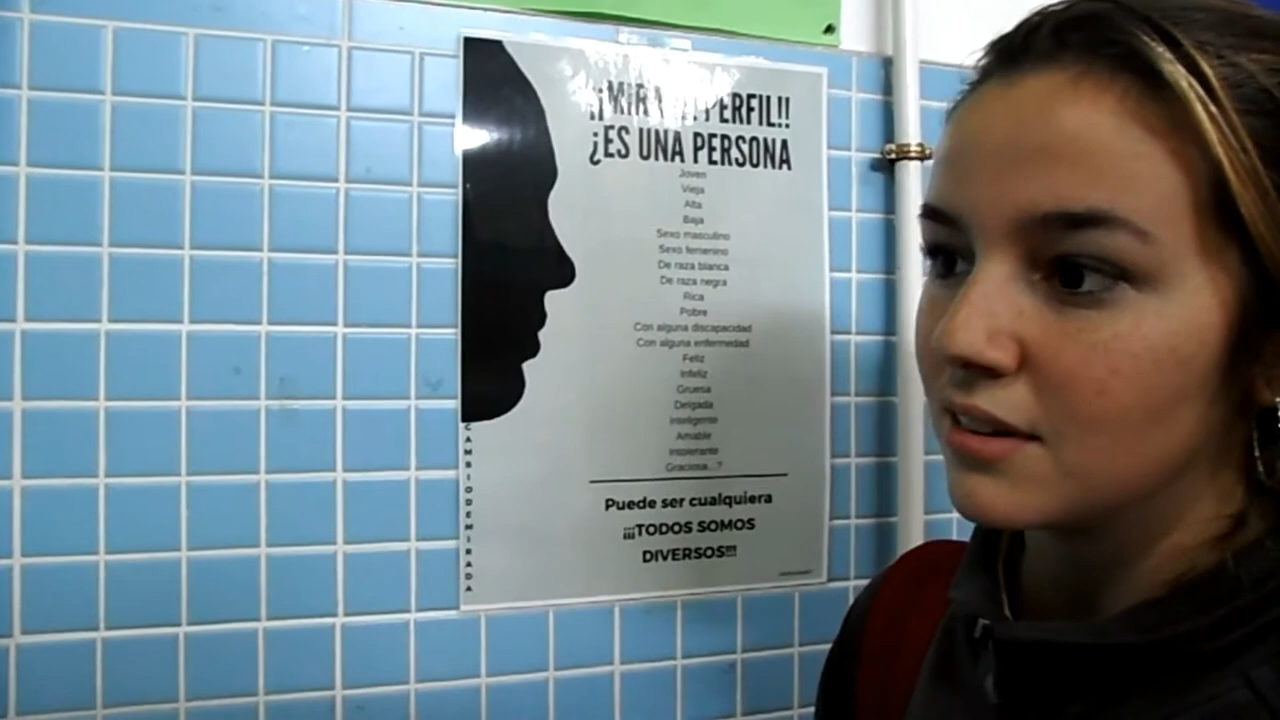 ¡¡MIRA PERFIL!!
¿ES UNA PERSONA
Joven
Vieja
Alta
Baja
Sexo masculino
Sexo femenino
De raza blanca
De raza negra
Rica
Pobre
Con alguna discapacidad
Con alguna enfermedad
Feliz
Infeliz
Gruesa
Delgada
Inteligente
Amable
Intolerante
Graciosa...?
Puede ser cualquiera
¡¡¡TODOS SOMOS
DIVERSOS!!!
CAMBIODEMIRADA